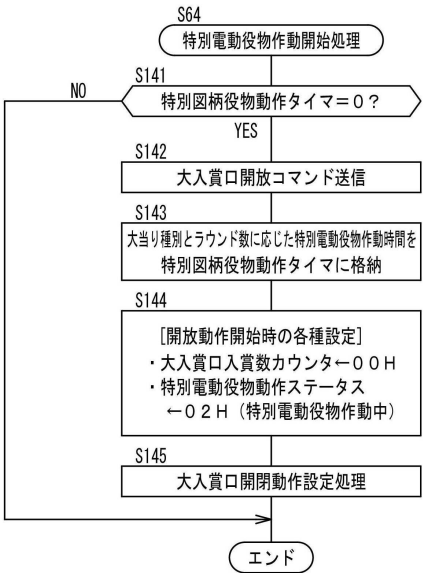 S64
特別電動役物作動開始処理
S141
NO
特別図柄役物動作タイマ=0?
YES
S142
大入賞口開放コマンド送信
S143
大当り種別とラウンド数に応じた特別電動役物作動時間を
特別図柄役物動作タイマに格納
S144
[開放動作開始時の各種設定]
・大入賞口入賞数カウンタ←00H
・特別電動役物動作ステータス
←02H(特別電動役物作動中)
S145
大入賞口開閉動作設定処理
エンド